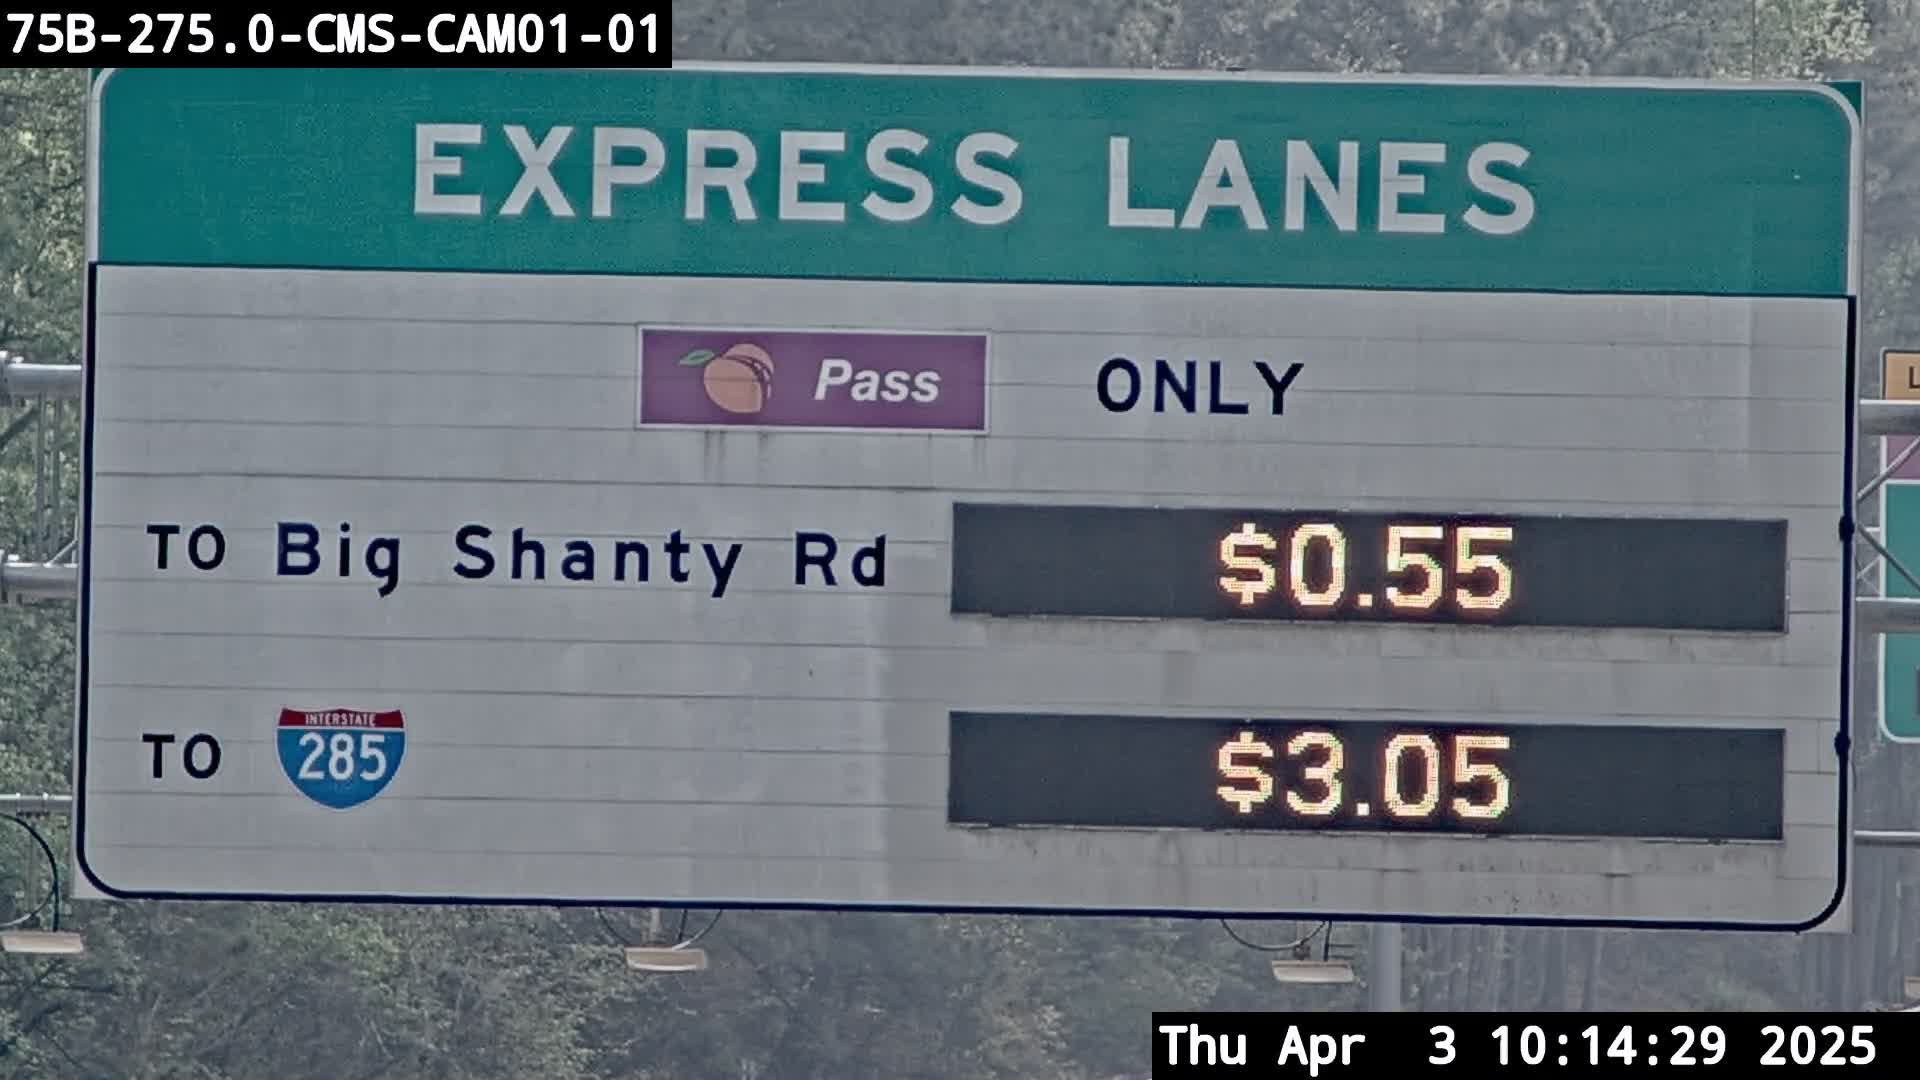 75B-275.0-CMS-CAM01-01
EXPRESS LANES
Pass ONLY
TO Big Shanty Rd $0.55
TO INTERSTATE 285 $3.05
Thu Apr 3 10:14:29 2025